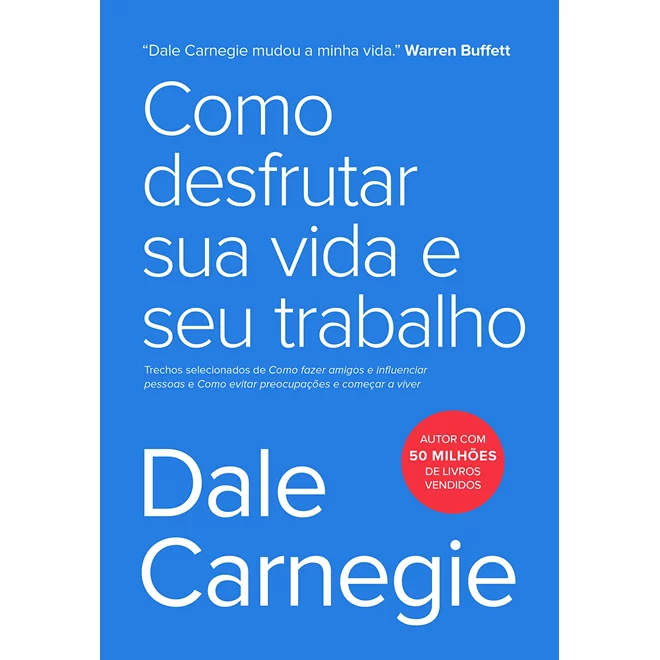 “Dale Carnegie mudou a minha vida.” Warren Buffett
Como
desfrutar
sua vida e
seu trabalho
Trechos selecionados de Como fazer amigos e influenciar
pessoas e Como evitar preocupações e começar a viver
AUTOR COM
50 MILHÕES
DE LIVROS
VENDIDOS
Dale
Carnegie